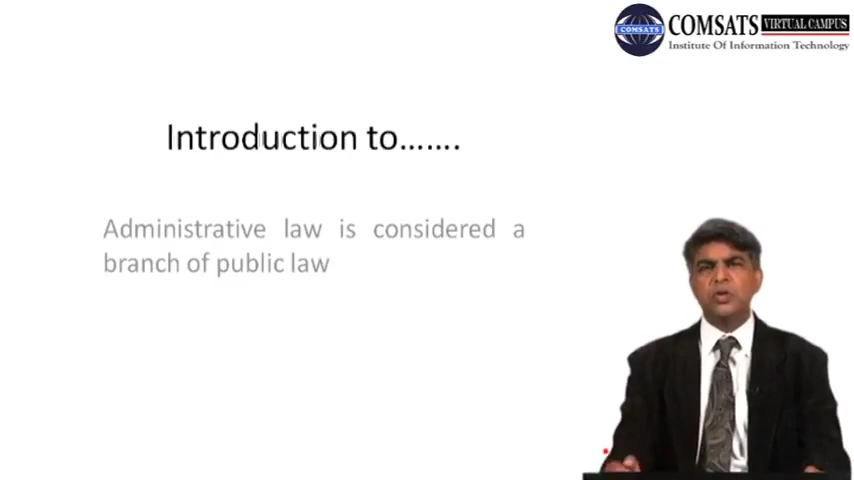 COMSATS VIRTUAL CAMPUS
COMSATS
Institute Of Information Technology
Introduction to.......
Administrative law is considered a
branch of public law